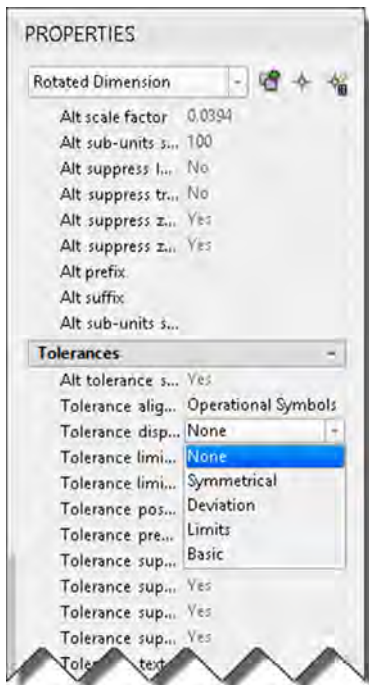 PROPERTIES
Rotated Dimension
Alt scale factor 0.0394
Alt sub-units s... 100
Alt suppress l... No
Alt suppress tr... No
Alt suppress z... Yes
Alt suppress z... Yes
Alt prefix
Alt suffix
Alt sub-units s...
Tolerances
Alt tolerance s... Yes
Tolerance alig... Operational Symbols
Tolerance disp... None
Tolerance limi... None
Tolerance limi... Symmetrical
Tolerance pos... Deviation
Tolerance pre... Limits
Tolerance sup... Basic
Tolerance sup... Yes
Tolerance sup... Yes
Tolerance sup... Yes
text